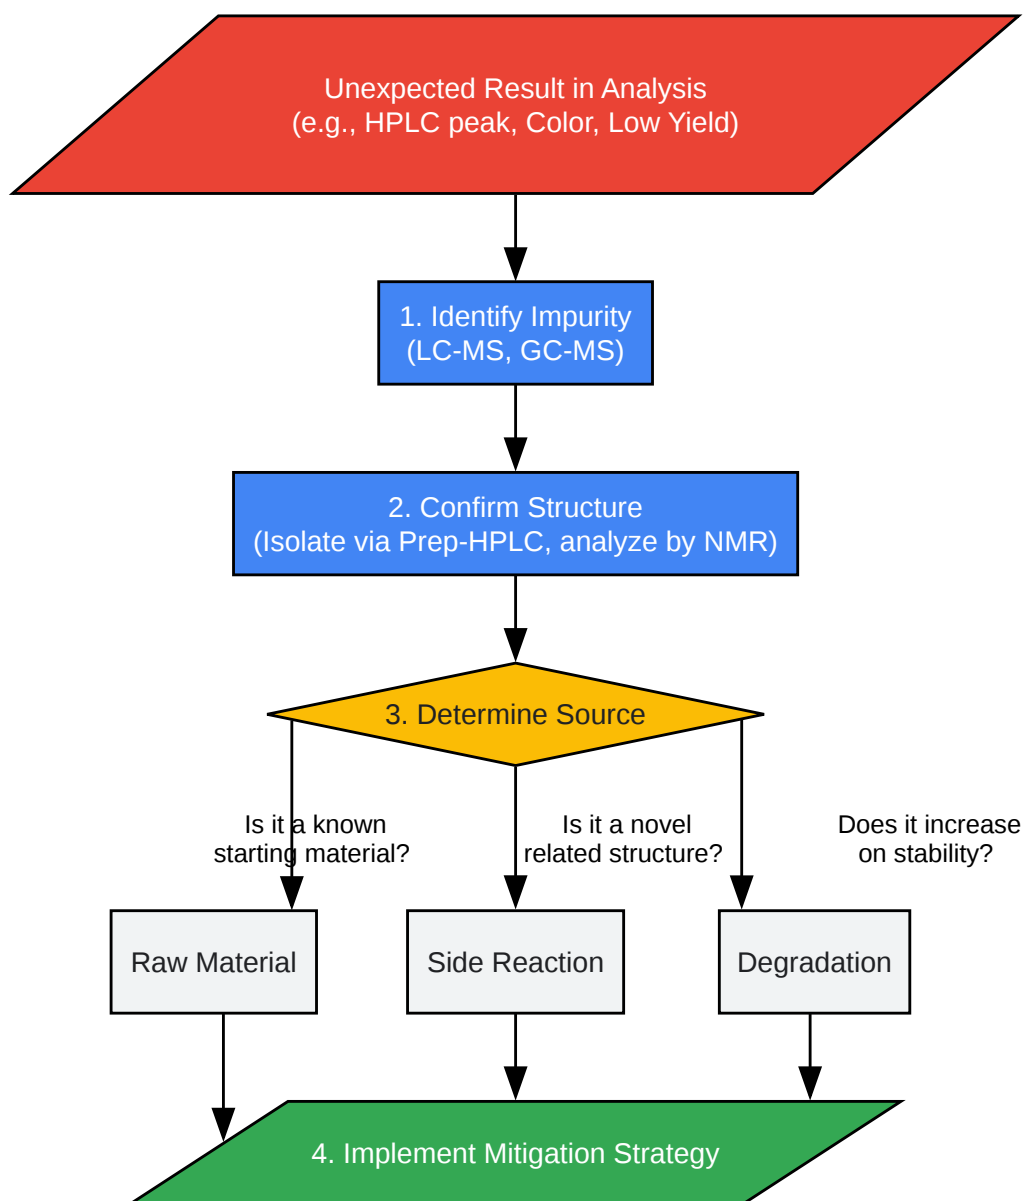 Unexpected Result in Analysis
(e.g., HPLC peak, Color, Low Yield)
1. Identify Impurity
(LC-MS, GC-MS)
2. Confirm Structure
(Isolate via Prep-HPLC, analyze by NMR)
3. Determine Source
Is it a known
starting material?
Is it a novel
related structure?
Does it increase
on stability?
Raw Material
Side Reaction
Degradation
4. Implement Mitigation Strategy